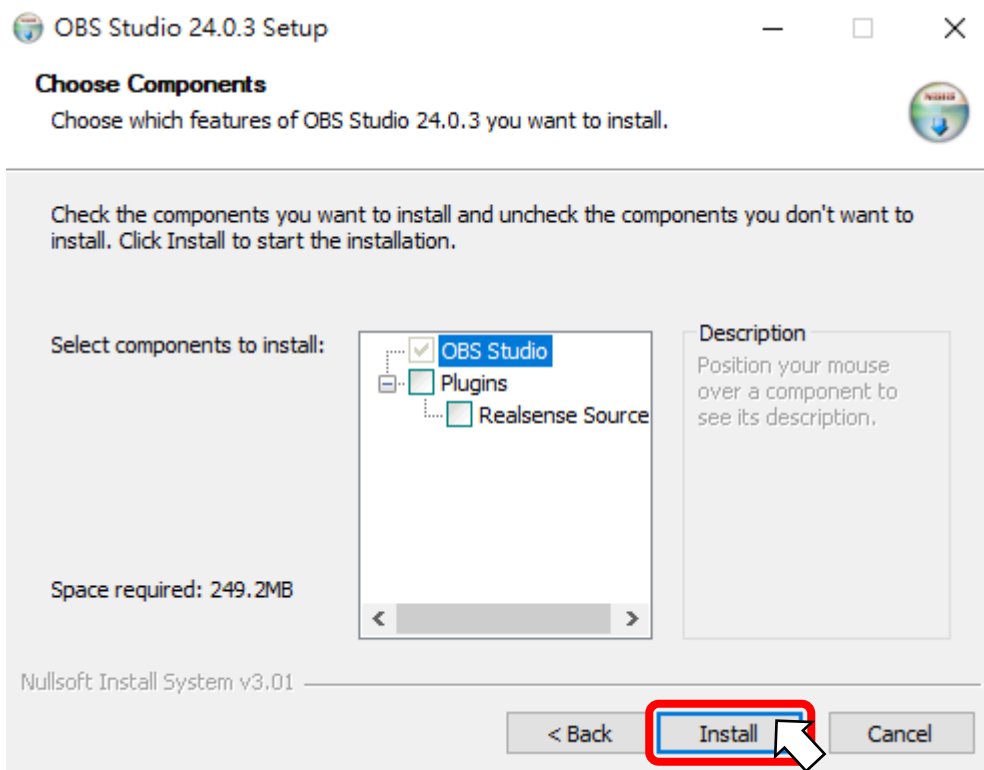 OBS Studio 24.0.3 Setup
Choose Components
Choose which features of OBS Studio 24.0.3 you want to install.
Check the components you want to install and uncheck the components you don't want to
install. Click Install to start the installation.
Select components to install:
OBS Studio
Plugins
Realsense Source
Description
Position your mouse
over a component to
see its description.
Space required: 249.2MB
Nullsoft Install System v3.01
< Back
Install
Cancel